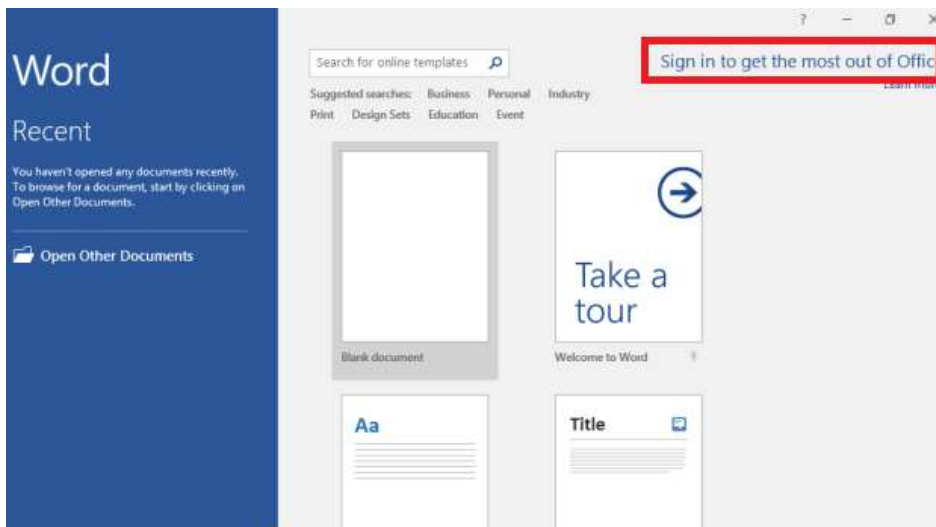 ?
Word
Search for online templates
Sign in to get the most out of Offic
Learn mor
Suggested searches: Business Personal Industry
Print Design Sets Education Event
Recent
You haven't opened any documents recently.
To browse for a document, start by clicking on
Open Other Documents.
Open Other Documents
Take a
tour
Blank document
Welcome to Word
Aa
Title